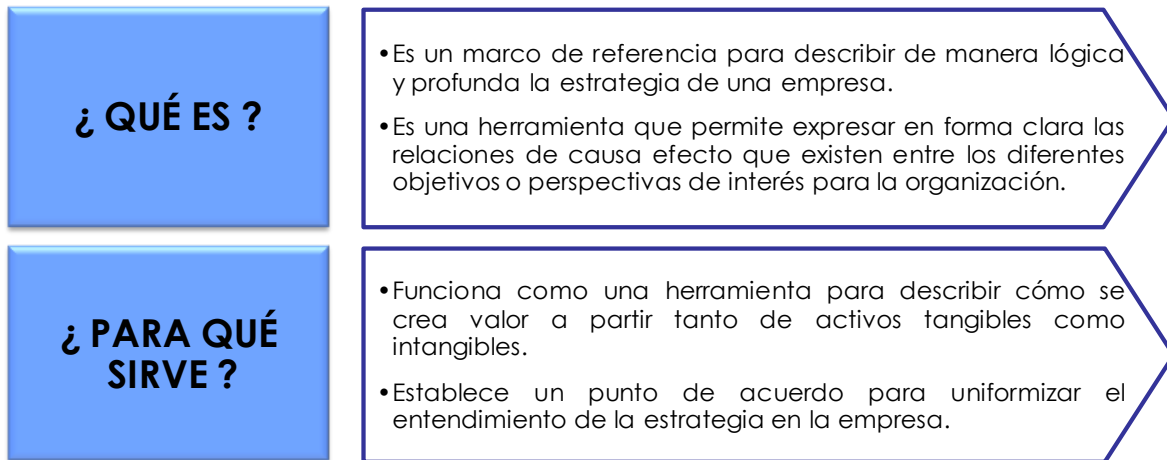 ¿ QUÉ ES ?
•Es un marco de referencia para describir de manera lógica
y profunda la estrategia de una empresa.
•Es una herramienta que permite expresar en forma clara las
relaciones de causa efecto que existen entre los diferentes
objetivos o perspectivas de interés para la organización.
¿ PARA QUÉ
SIRVE ?
•Funciona como una herramienta para describir cómo se
crea valor a partir tanto de activos tangibles como
intangibles.
•Establece un punto de acuerdo para uniformizar el
entendimiento de la estrategia en la empresa.